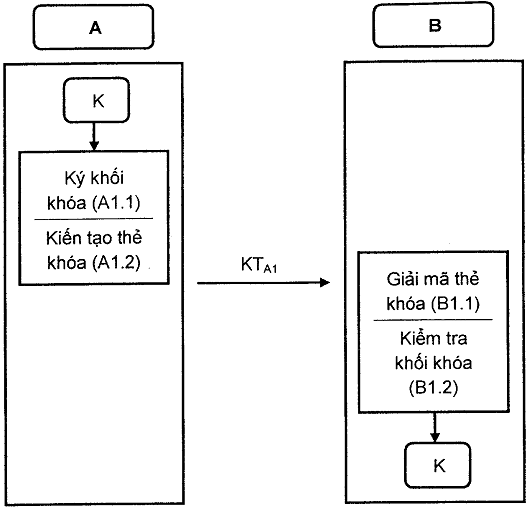 A
B
K
Ký khối
khóa (A1.1)
Kiến tạo thẻ
khóa (A1.2)
KTA1
Giải mã thẻ
khóa (B1.1)
Kiểm tra
khối khóa
(B1.2)
K